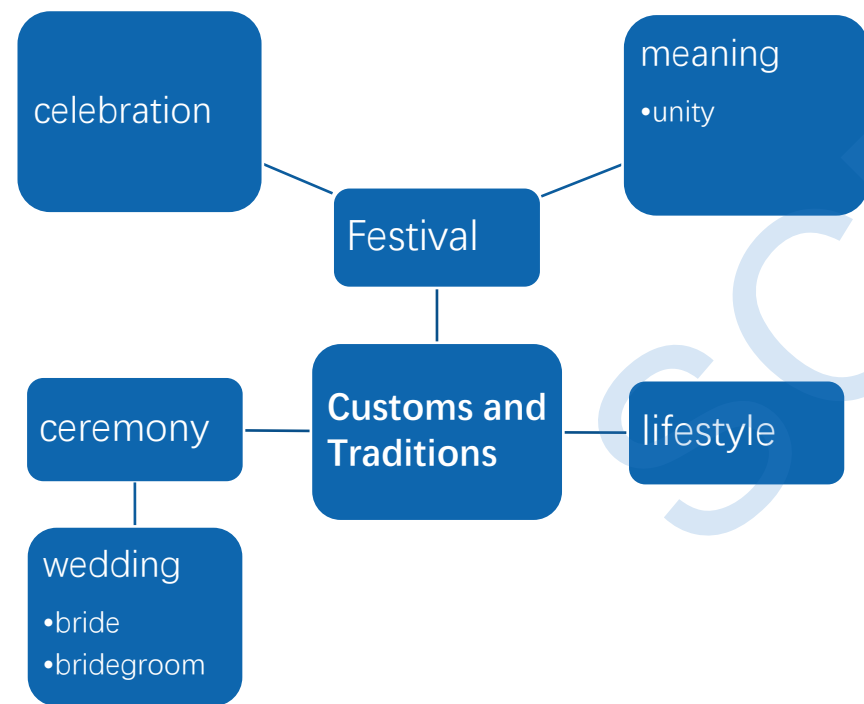 celebration
meaning
•unity
Festival
ceremony
Customs and
Traditions
lifestyle
wedding
•bride
•bridegroom